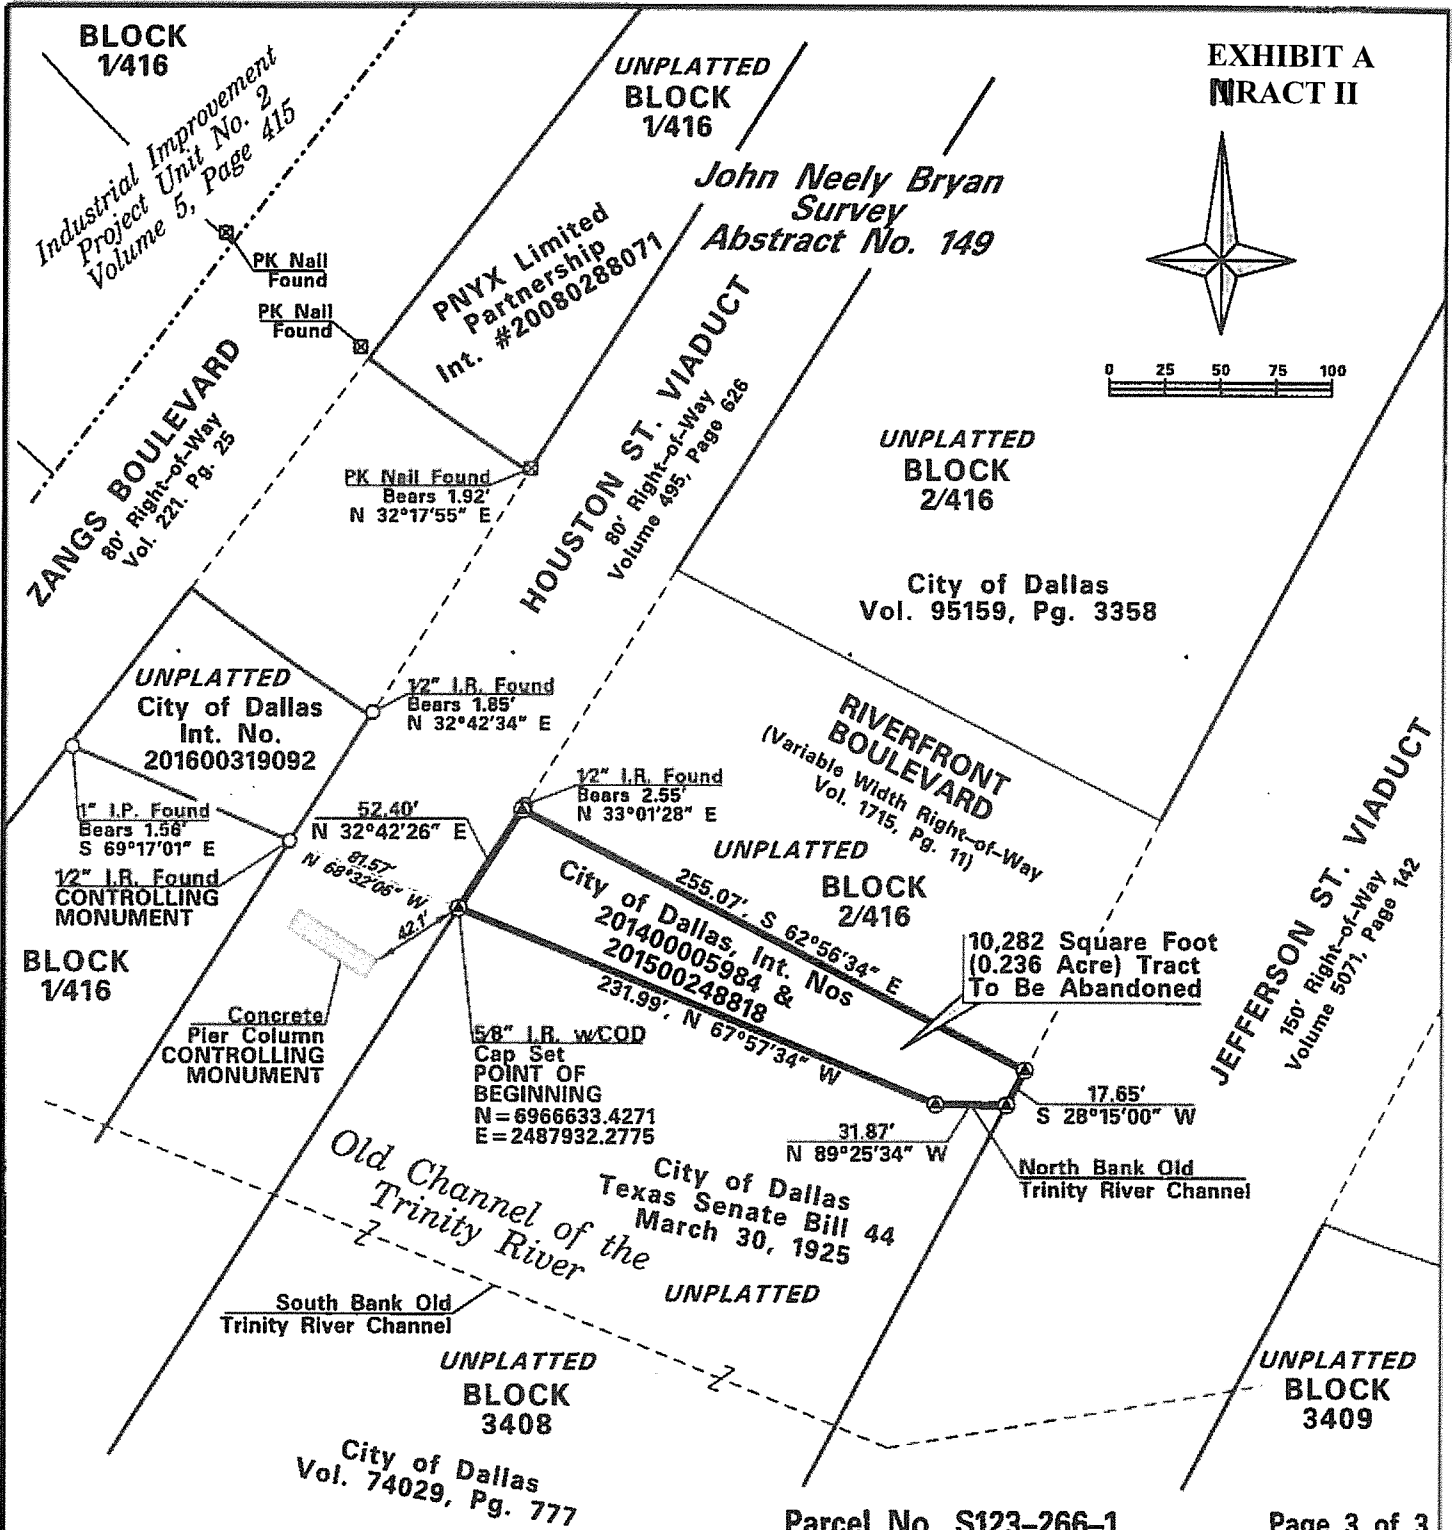 EXHIBIT A
TRACT II
BLOCK
1/416
Industrial Improvement
Project Unit No. 2
Volume 5, Page 415
UNPLATTED
BLOCK
1/416
John Neely Bryan
Survey
Abstract No. 149
PK Nail
Found
PK Nail
Found
PNYX Limited
Partnership
Int. #20080288071
0 25 50 75 100
ZANGS BOULEVARD
80' Right-of-Way
Vol. 221. Pg. 25
PK Nail Found
Bears 1.92'
N 32°17'55" E
HOUSTON ST. VIADUCT
80' Right-of-Way
Volume 495, Page 626
UNPLATTED
BLOCK
2/416
City of Dallas
Vol. 95159, Pg. 3358
UNPLATTED
City of Dallas
Int. No.
201600319092
1/2" I.R. Found
Bears 1.85'
N 32°42'34" E
RIVERFRONT
BOULEVARD
(Variable Width Right-of-Way
Vol. 1715, Pg. 11)
1" I.P. Found
Bears 1.56'
S 69°17'01" E
1/2" I.R. Found
CONTROLLING
MONUMENT
52.40'
N 32°42'26" E
1/2" I.R. Found
Bears 2.55'
N 33°01'28" E
81.57'
N 68°32'06" W
42.1'
UNPLATTED
BLOCK
2/416
255.07', S 62°56'34" E
City of Dallas, Int. Nos
201400005984 &
201500248818
231.99', N 67°57'34" W
10,282 Square Foot
(0.236 Acre) Tract
To Be Abandoned
JEFFERSON ST. VIADUCT
150' Right-of-Way
Volume 5071, Page 142
BLOCK
1/416
Concrete
Pier Column
CONTROLLING
MONUMENT
5/8" I.R. w/COD
Cap Set
POINT OF
BEGINNING
N=6966633.4271
E=2487932.2775
17.65'
S 28°15'00" W
31.87'
N 89°25'34" W
North Bank Old
Trinity River Channel
Old Channel of the
Trinity River
City of Dallas
Texas Senate Bill 44
March 30, 1925
UNPLATTED
South Bank Old
Trinity River Channel
UNPLATTED
BLOCK
3408
City of Dallas
Vol. 74029, Pg. 777
UNPLATTED
BLOCK
3409
Parcel No. S123-266-1
Page 3 of 3